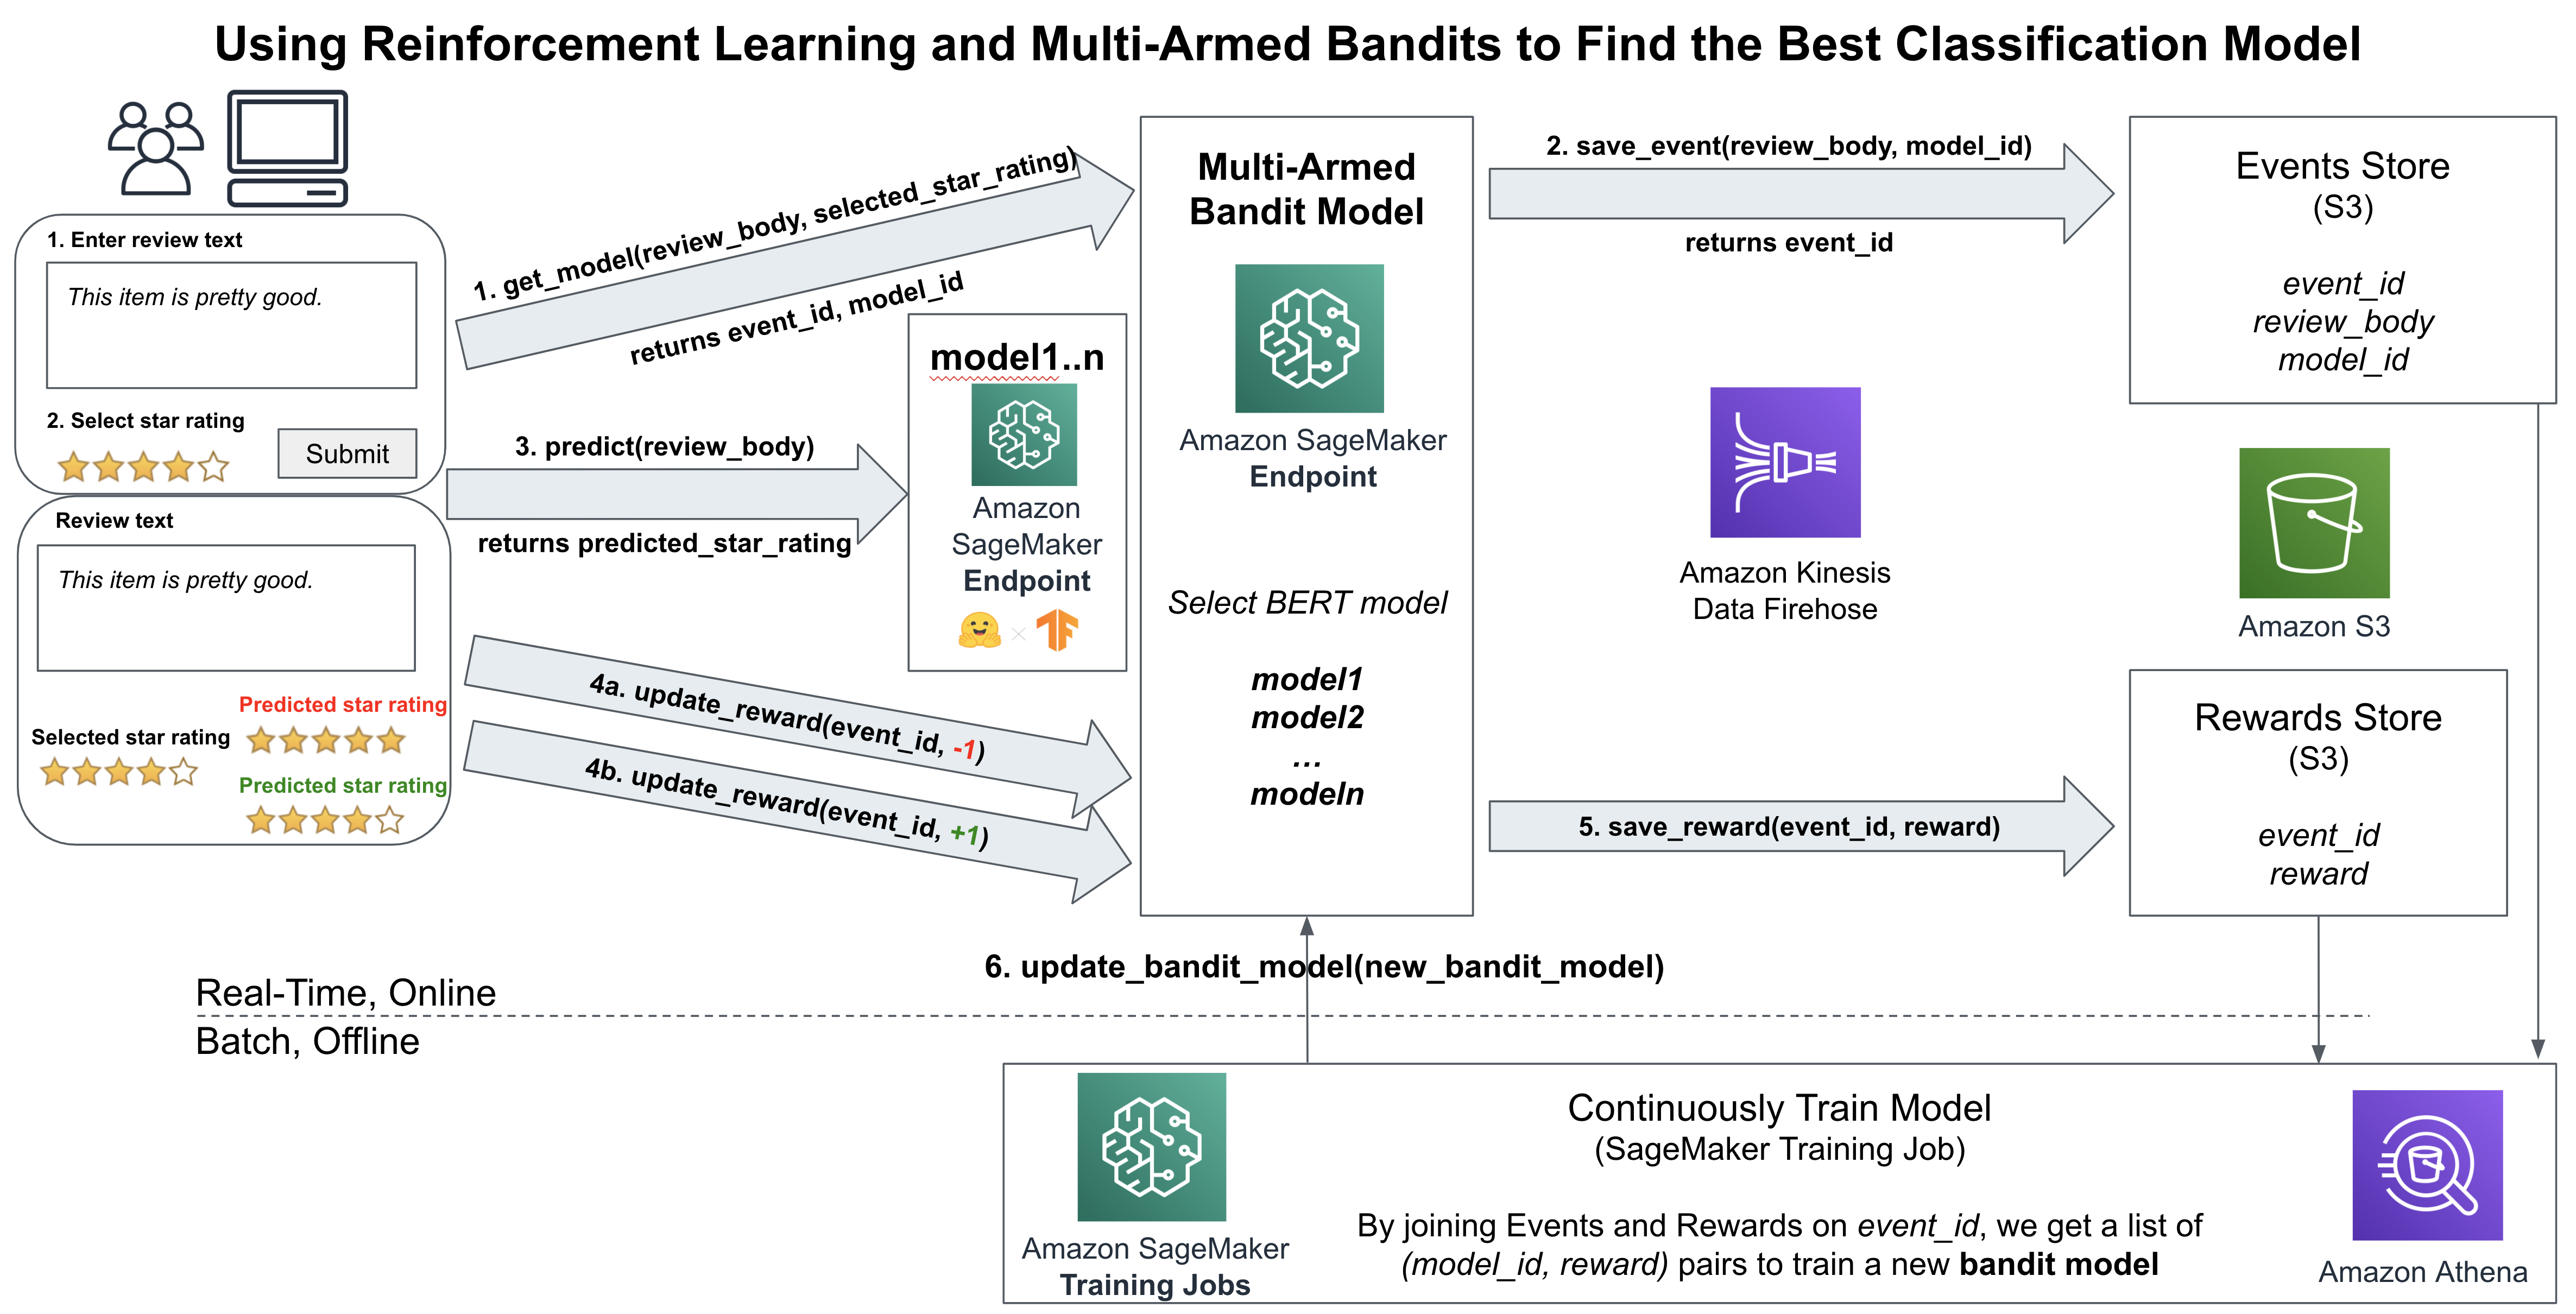 Using Reinforcement Learning and Multi-Armed Bandits to Find the Best Classification Model
1. Enter review text
This item is pretty good.
2. Select star rating
Submit
Review text
This item is pretty good.
Predicted star rating
Selected star rating
Predicted star rating
1. get_model(review_body, selected_star_rating)
returns event_id, model_id
3. predict(review_body)
returns predicted_star_rating
4a. update_reward(event_id, -1)
4b. update_reward(event_id, +1)
model1..n
Amazon
SageMaker
Endpoint
Multi-Armed
Bandit Model
Amazon SageMaker
Endpoint
Select BERT model
model1
model2
...
modeln
2. save_event(review_body, model_id)
returns event_id
Amazon Kinesis
Data Firehose
5. save_reward(event_id, reward)
Events Store
(S3)
event_id
review_body
model_id
Amazon S3
Rewards Store
(S3)
event_id
reward
6. update_bandit_model(new_bandit_model)
Real-Time, Online
Batch, Offline
Amazon SageMaker
Training Jobs
Continuously Train Model
(SageMaker Training Job)
By joining Events and Rewards on event_id, we get a list of
(model_id, reward) pairs to train a new bandit model
Amazon Athena